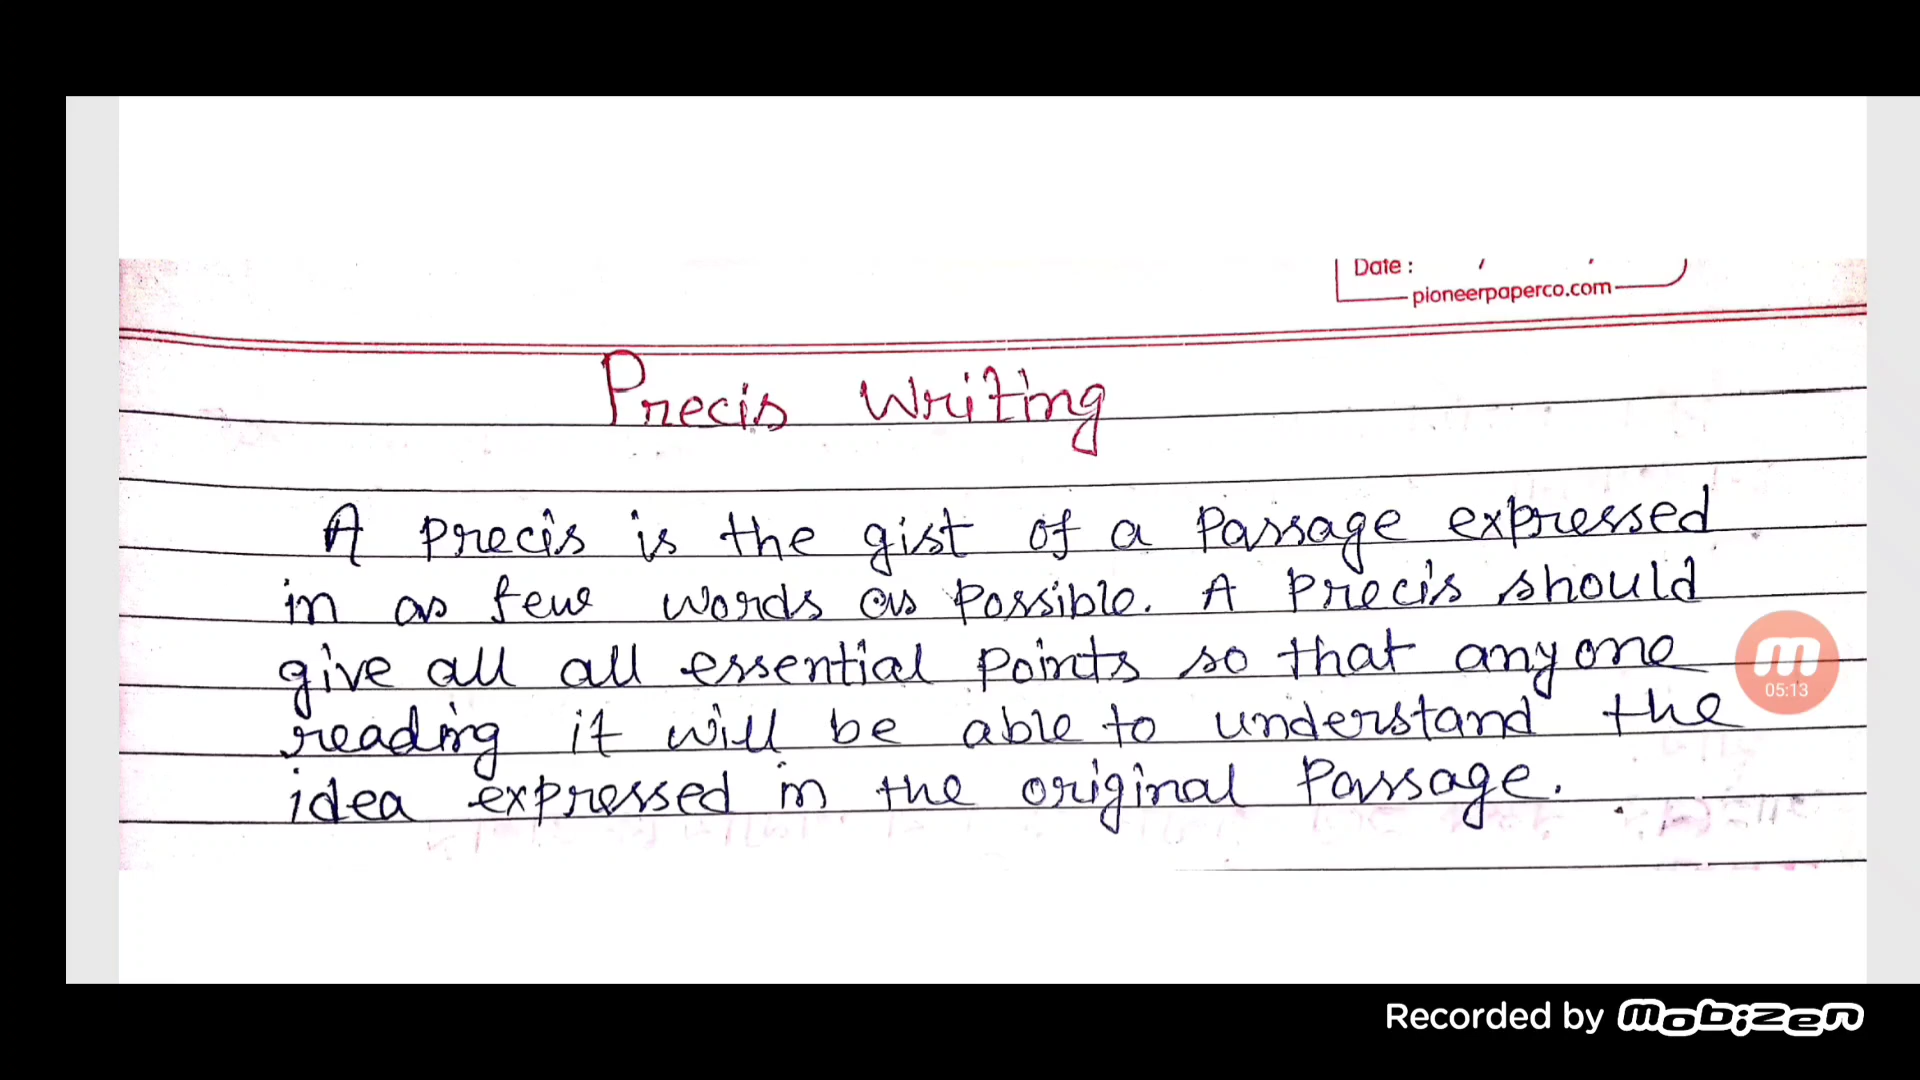 Date : / /
pioneerpaperco.com
Precis Writing
A precis is the gist of a passage expressed
in as few words as possible. A precis should
give all all essential points so that anyone
reading it will be able to understand the
idea expressed in the original passage.
05:13
Recorded by mobizen